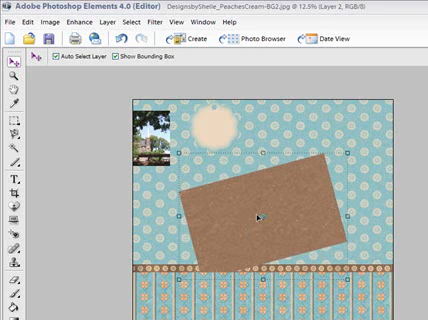 Adobe Photoshop Elements 4.0 (Editor)
DesignsbyShelle_PeachesCream-BG2.jpg @ 12.5% (Layer 2, RGB/8)
File Edit Image Enhance Layer Select Filter View Window Help
Create Photo Browser Date View
Auto Select Layer Show Bounding Box
T